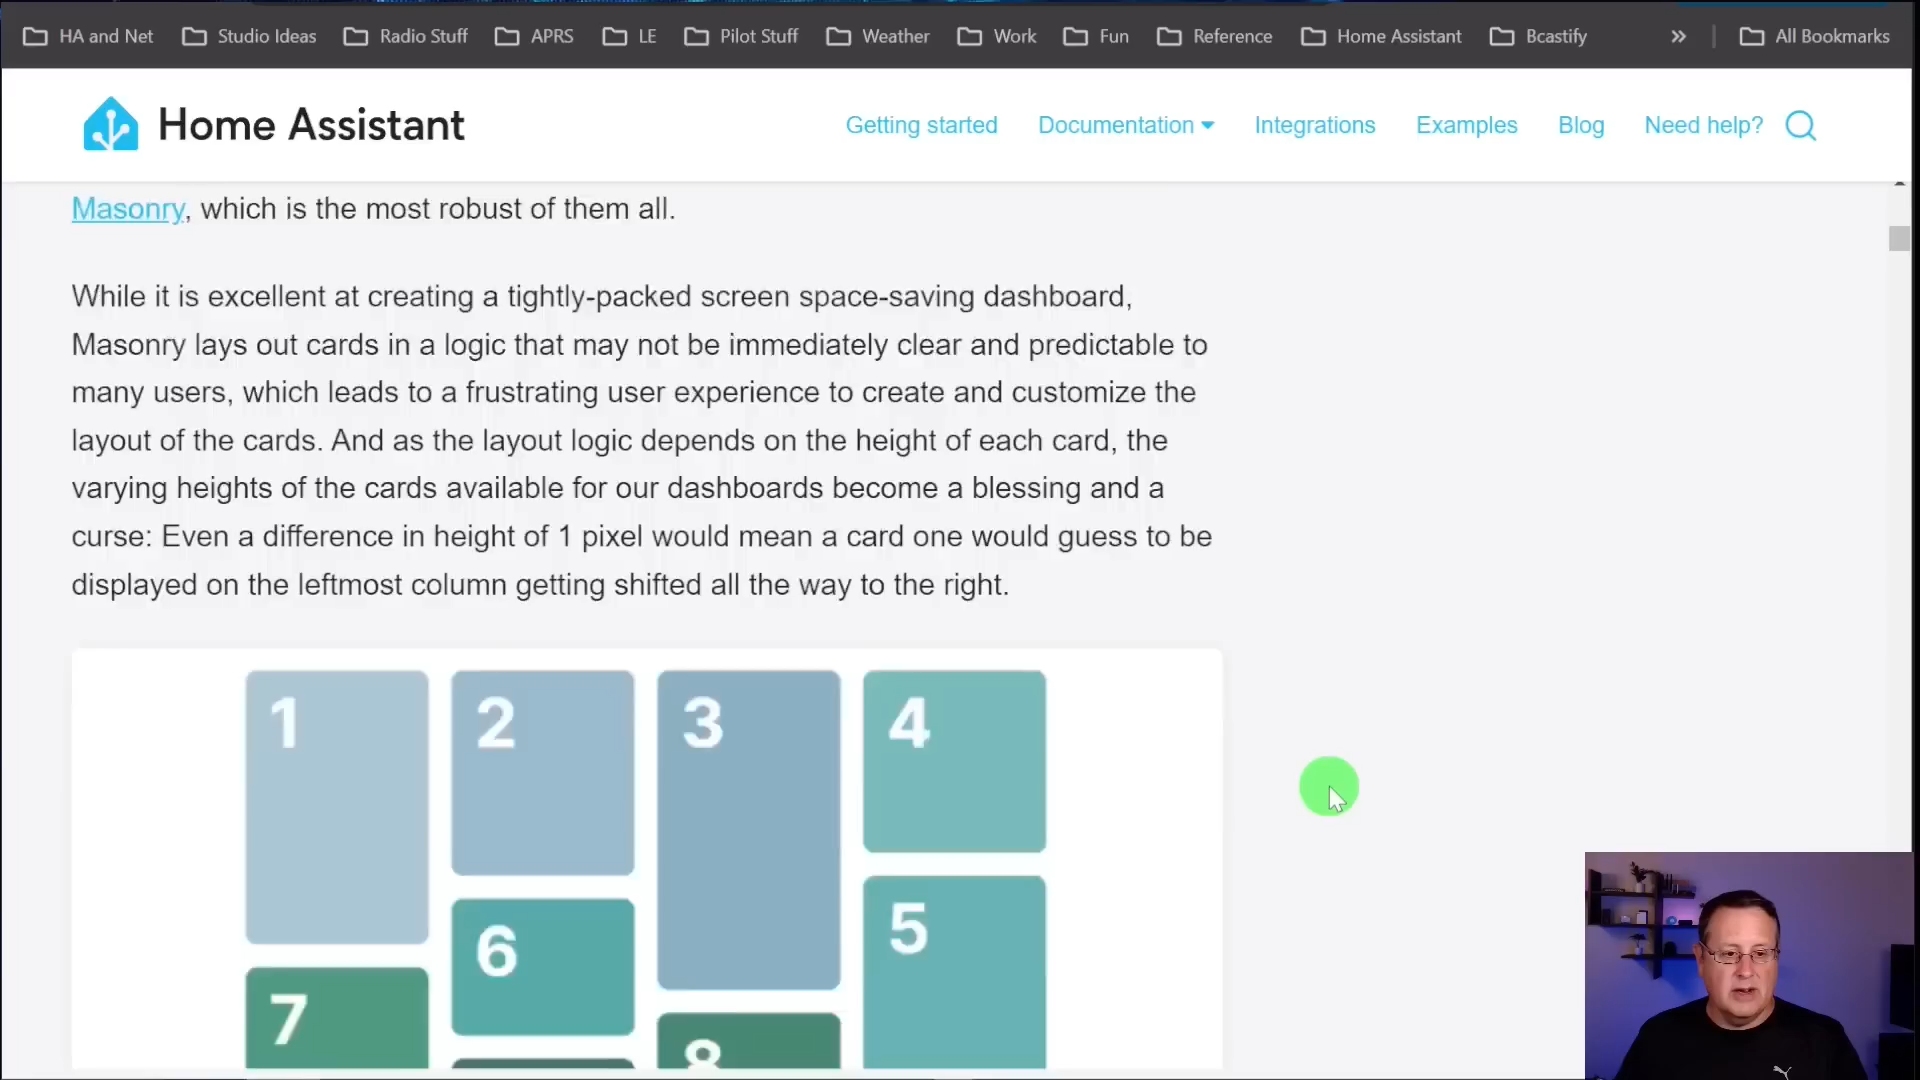 HA and Net Studio Ideas Radio Stuff APRS LE Pilot Stuff Weather Work Fun Reference Home Assistant Bcastify » All Bookmarks
Home Assistant Getting started Documentation Integrations Examples Blog Need help?
Masonry, which is the most robust of them all.
While it is excellent at creating a tightly-packed screen space-saving dashboard,
Masonry lays out cards in a logic that may not be immediately clear and predictable to
many users, which leads to a frustrating user experience to create and customize the
layout of the cards. And as the layout logic depends on the height of each card, the
varying heights of the cards available for our dashboards become a blessing and a
curse: Even a difference in height of 1 pixel would mean a card one would guess to be
displayed on the leftmost column getting shifted all the way to the right.
1 2 3 4
5
6
7
8